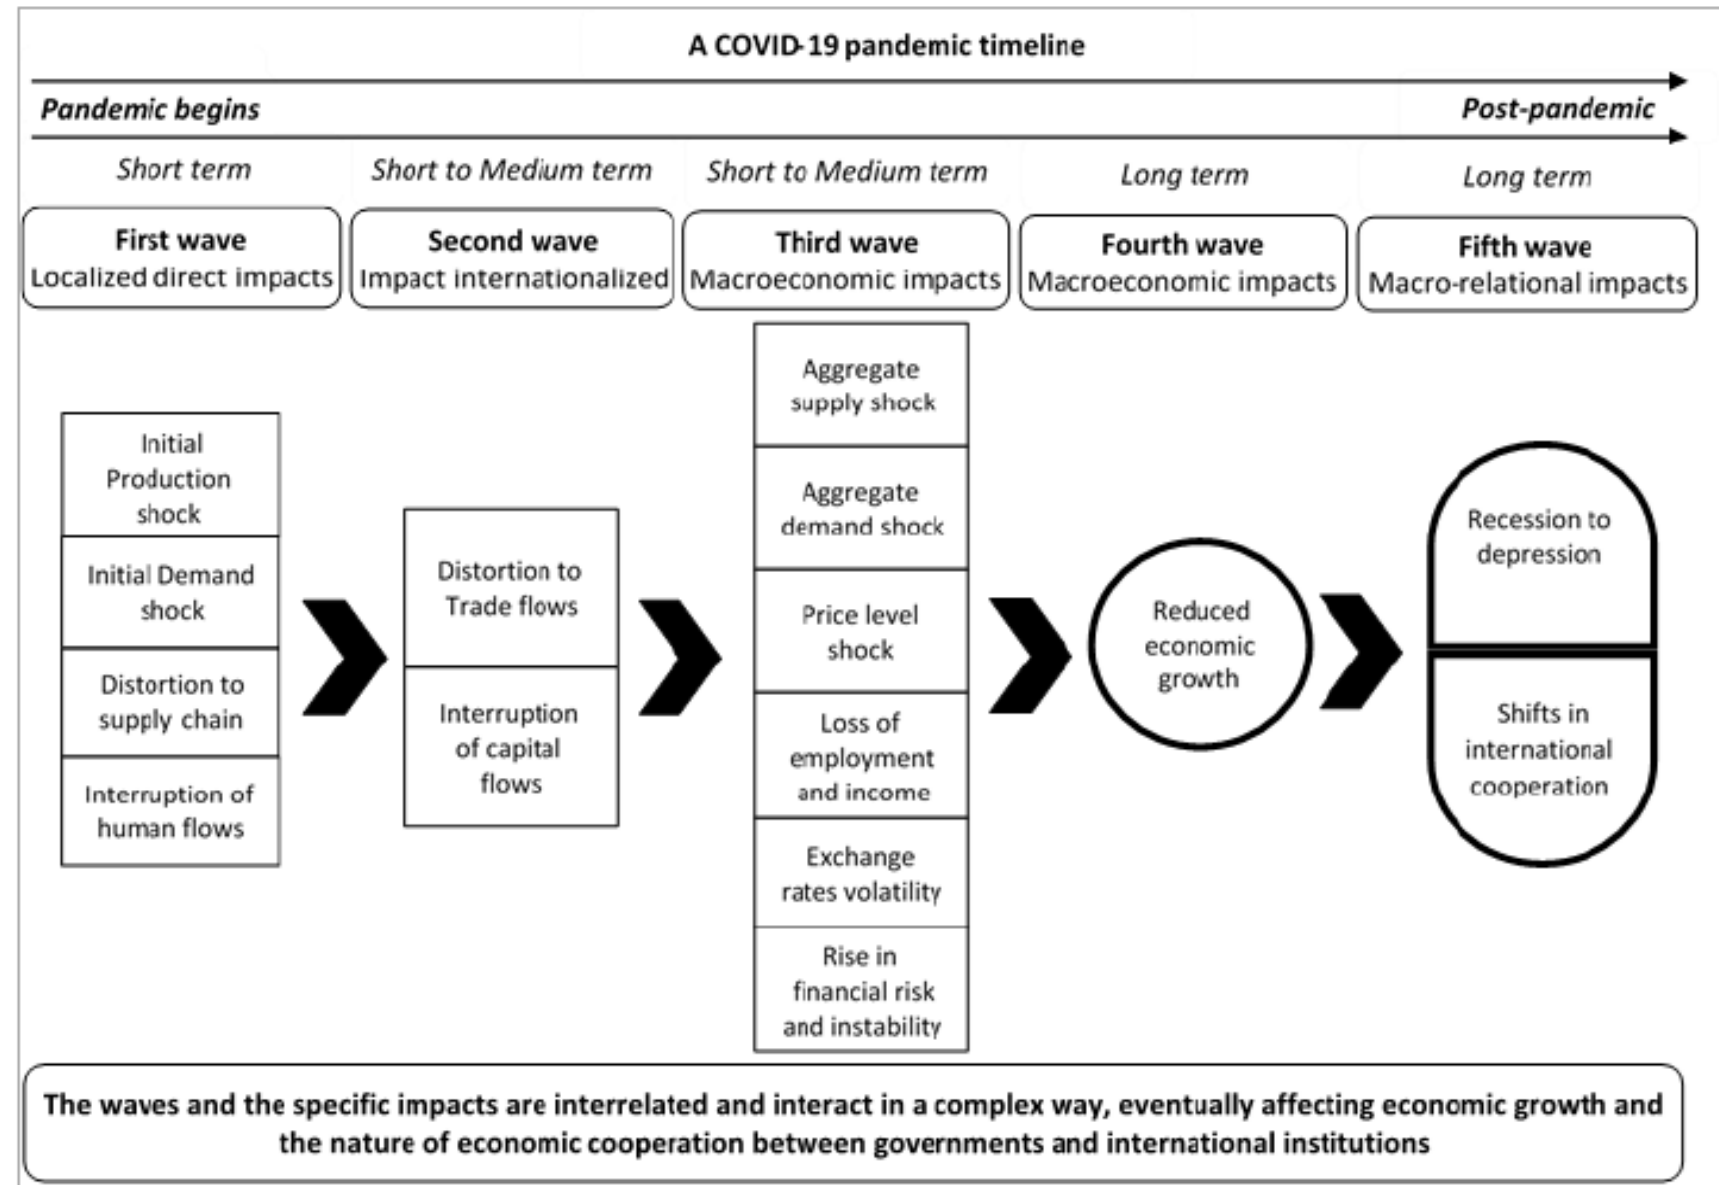 A COVID-19 pandemic timeline
Pandemic begins
Post-pandemic
Short term
Short to Medium term
Short to Medium term
Long term
Long term
First wave
Localized direct impacts
Second wave
Impact internationalized
Third wave
Macroeconomic impacts
Fourth wave
Macroeconomic impacts
Fifth wave
Macro-relational impacts
Initial
Production
shock
Initial Demand
shock
Distortion to
supply chain
Interruption of
human flows
Distortion to
Trade flows
Interruption
of capital
flows
Aggregate
supply shock
Aggregate
demand shock
Price level
shock
Loss of
employment
and income
Exchange
rates volatility
Rise in
financial risk
and instability
Reduced
economic
growth
Recession to
depression
Shifts in
international
cooperation
The waves and the specific impacts are interrelated and interact in a complex way, eventually affecting economic growth and
the nature of economic cooperation between governments and international institutions